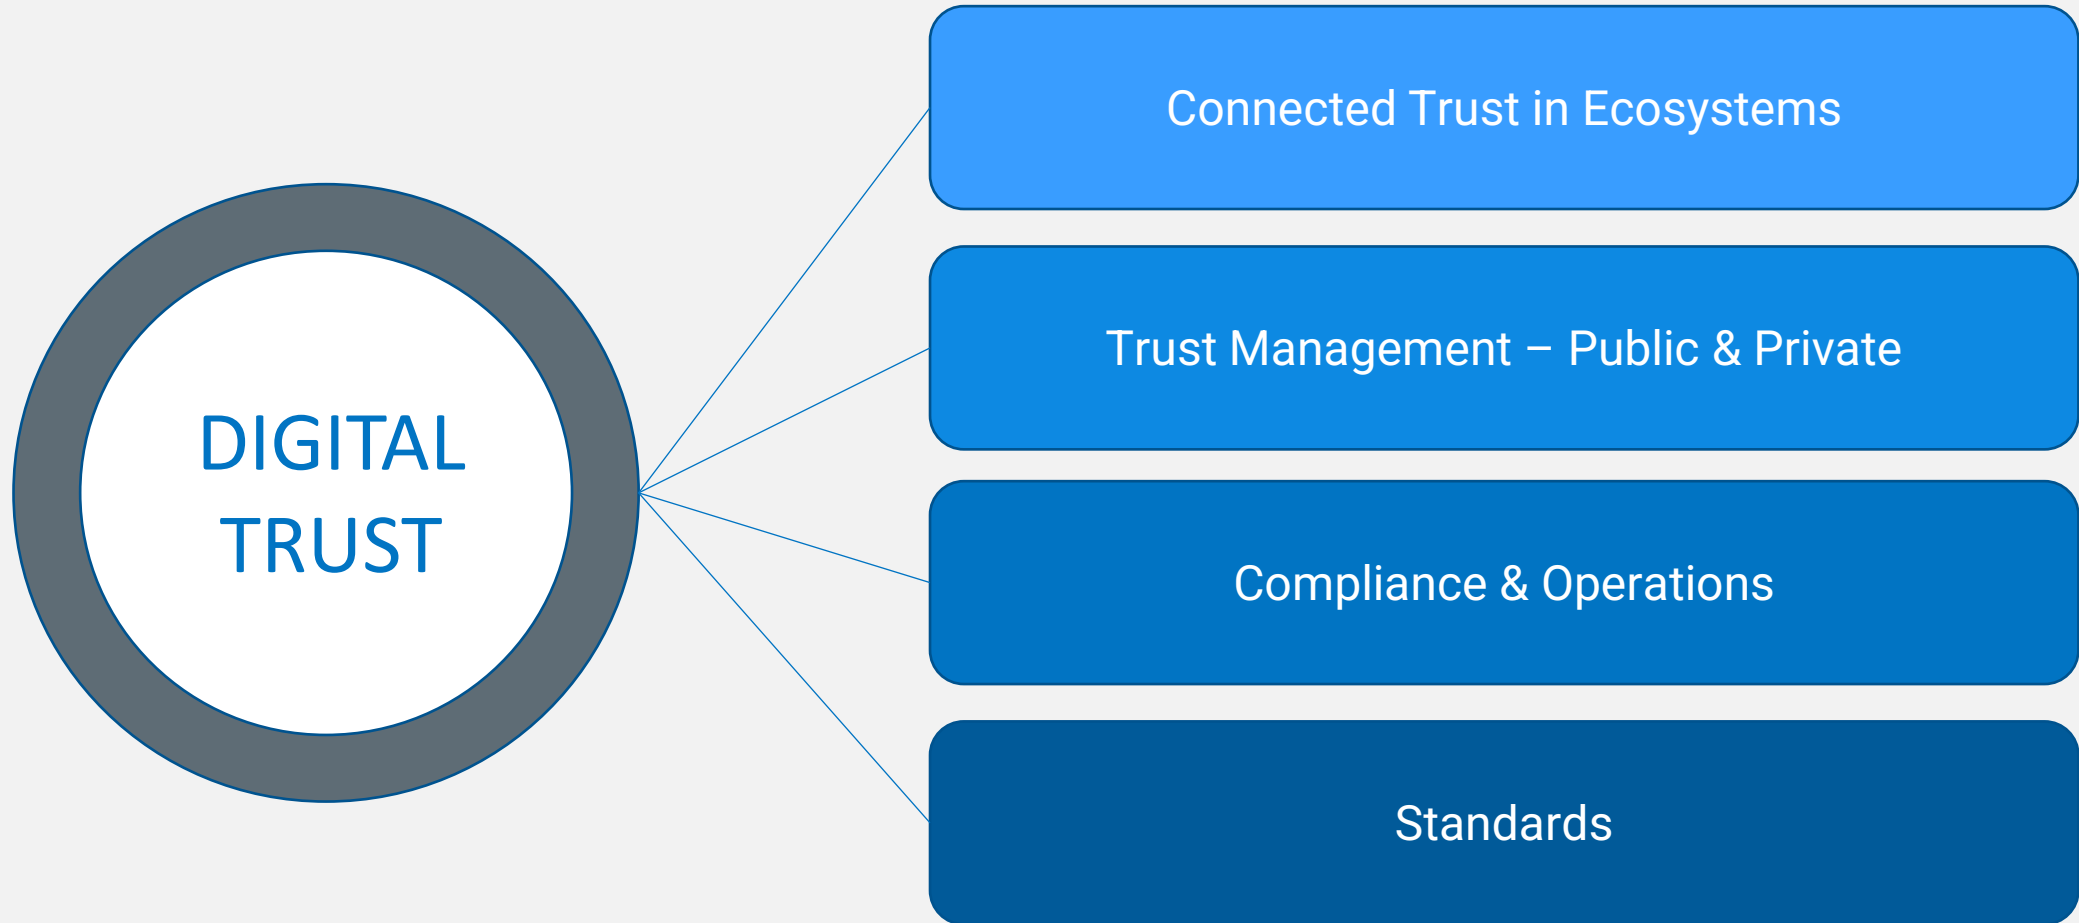 DIGITAL
TRUST
Connected Trust in Ecosystems
Trust Management – Public & Private
Compliance & Operations
Standards